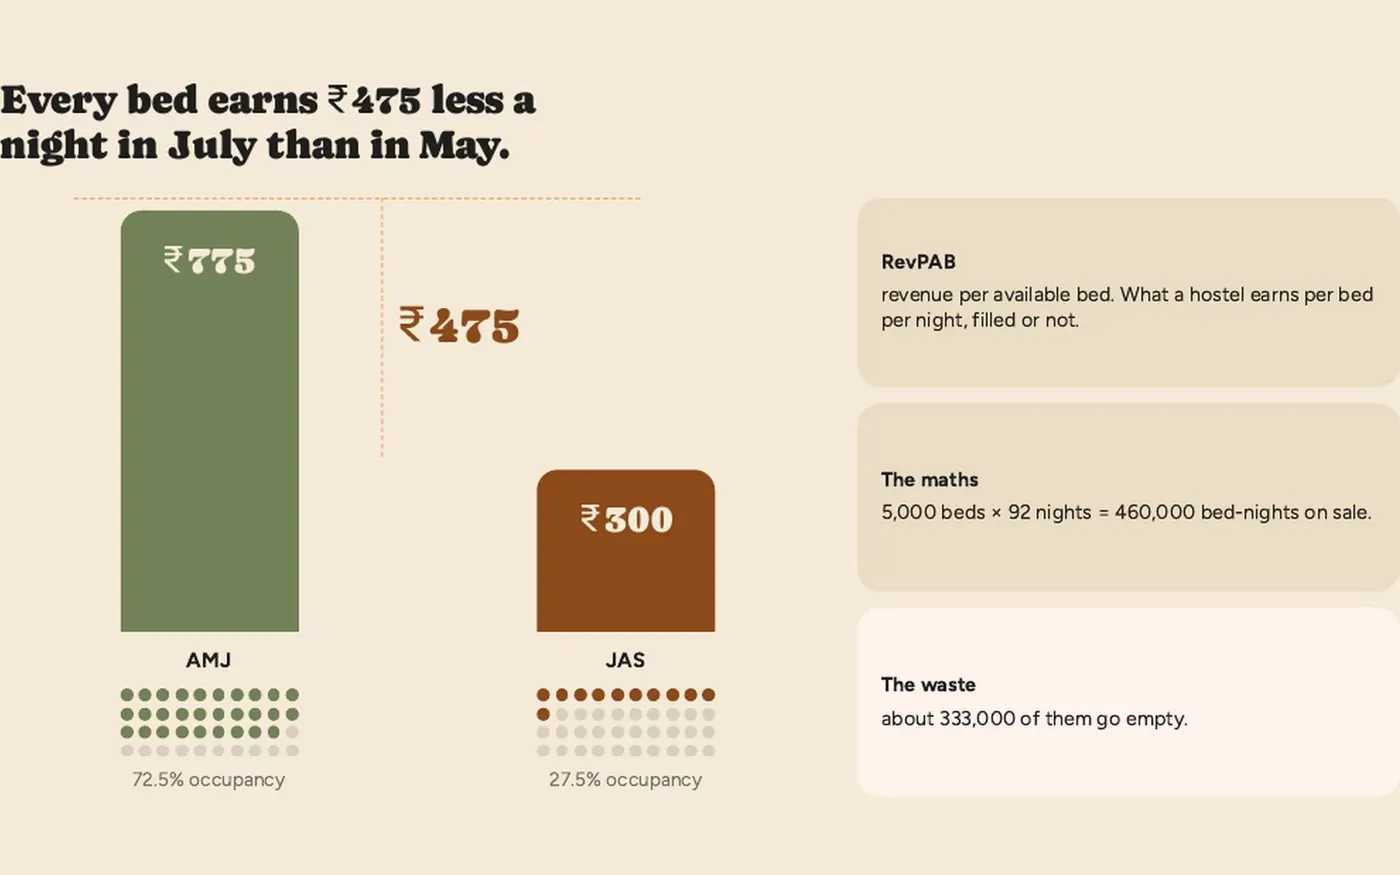 Every bed earns ₹475 less a
night in July than in May.
₹775
₹475
₹300
AMJ
72.5% occupancy
JAS
27.5% occupancy
RevPAB
revenue per available bed. What a hostel earns per bed
per night, filled or not.
The maths
5,000 beds × 92 nights = 460,000 bed-nights on sale.
The waste
about 333,000 of them go empty.